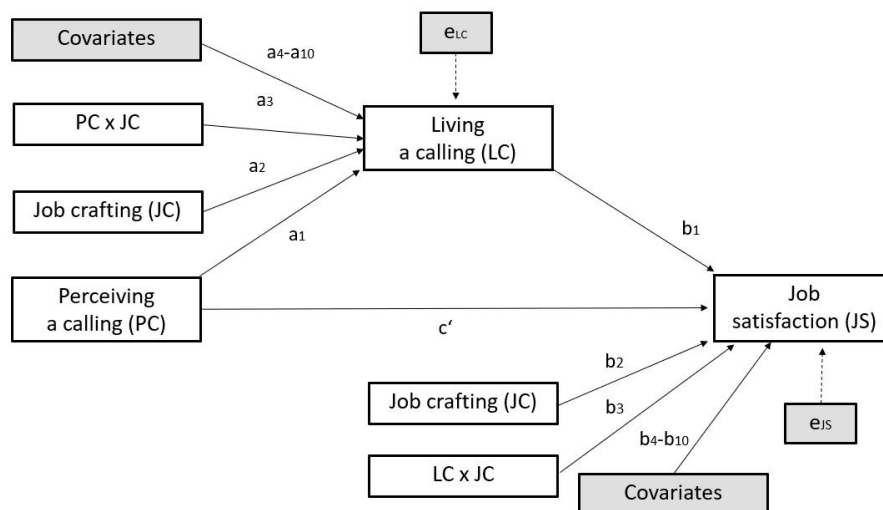 Covariates
a4-a10
eLC
PC x JC
a3
Living
a calling (LC)
Job crafting (JC)
a2
a1
b1
Perceiving
a calling (PC)
c‘
Job
satisfaction (JS)
Job crafting (JC)
b2
b3
eJS
LC x JC
b4-b10
Covariates